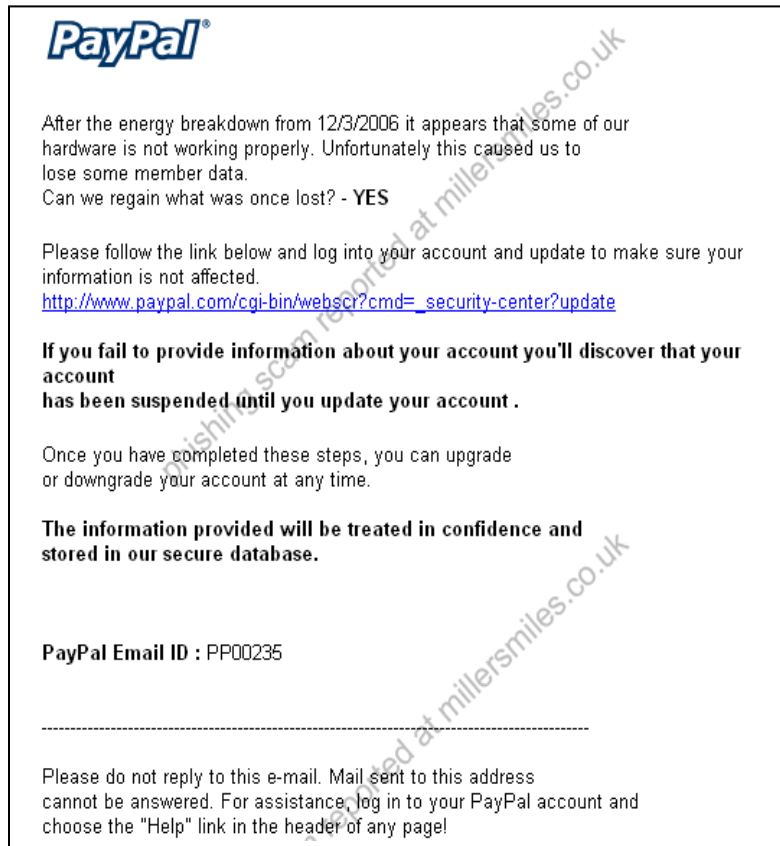 PayPal®
After the energy breakdown from 12/3/2006 it appears that some of our
hardware is not working properly. Unfortunately this caused us to
lose some member data.
Can we regain what was once lost? - YES
Please follow the link below and log into your account and update to make sure your
information is not affected.
http://www.paypal.com/cgi-bin/webscr?cmd=_security-center?update
If you fail to provide information about your account you'll discover that your
account
has been suspended until you update your account .
Once you have completed these steps, you can upgrade
or downgrade your account at any time.
The information provided will be treated in confidence and
stored in our secure database.
PayPal Email ID : PP00235
--------------------------------------------------------------------------------------------
Please do not reply to this e-mail. Mail sent to this address
cannot be answered. For assistance, log in to your PayPal account and
choose the "Help" link in the header of any page!
phishing scam reported at millersmiles.co.uk
reported at millersmiles.co.uk